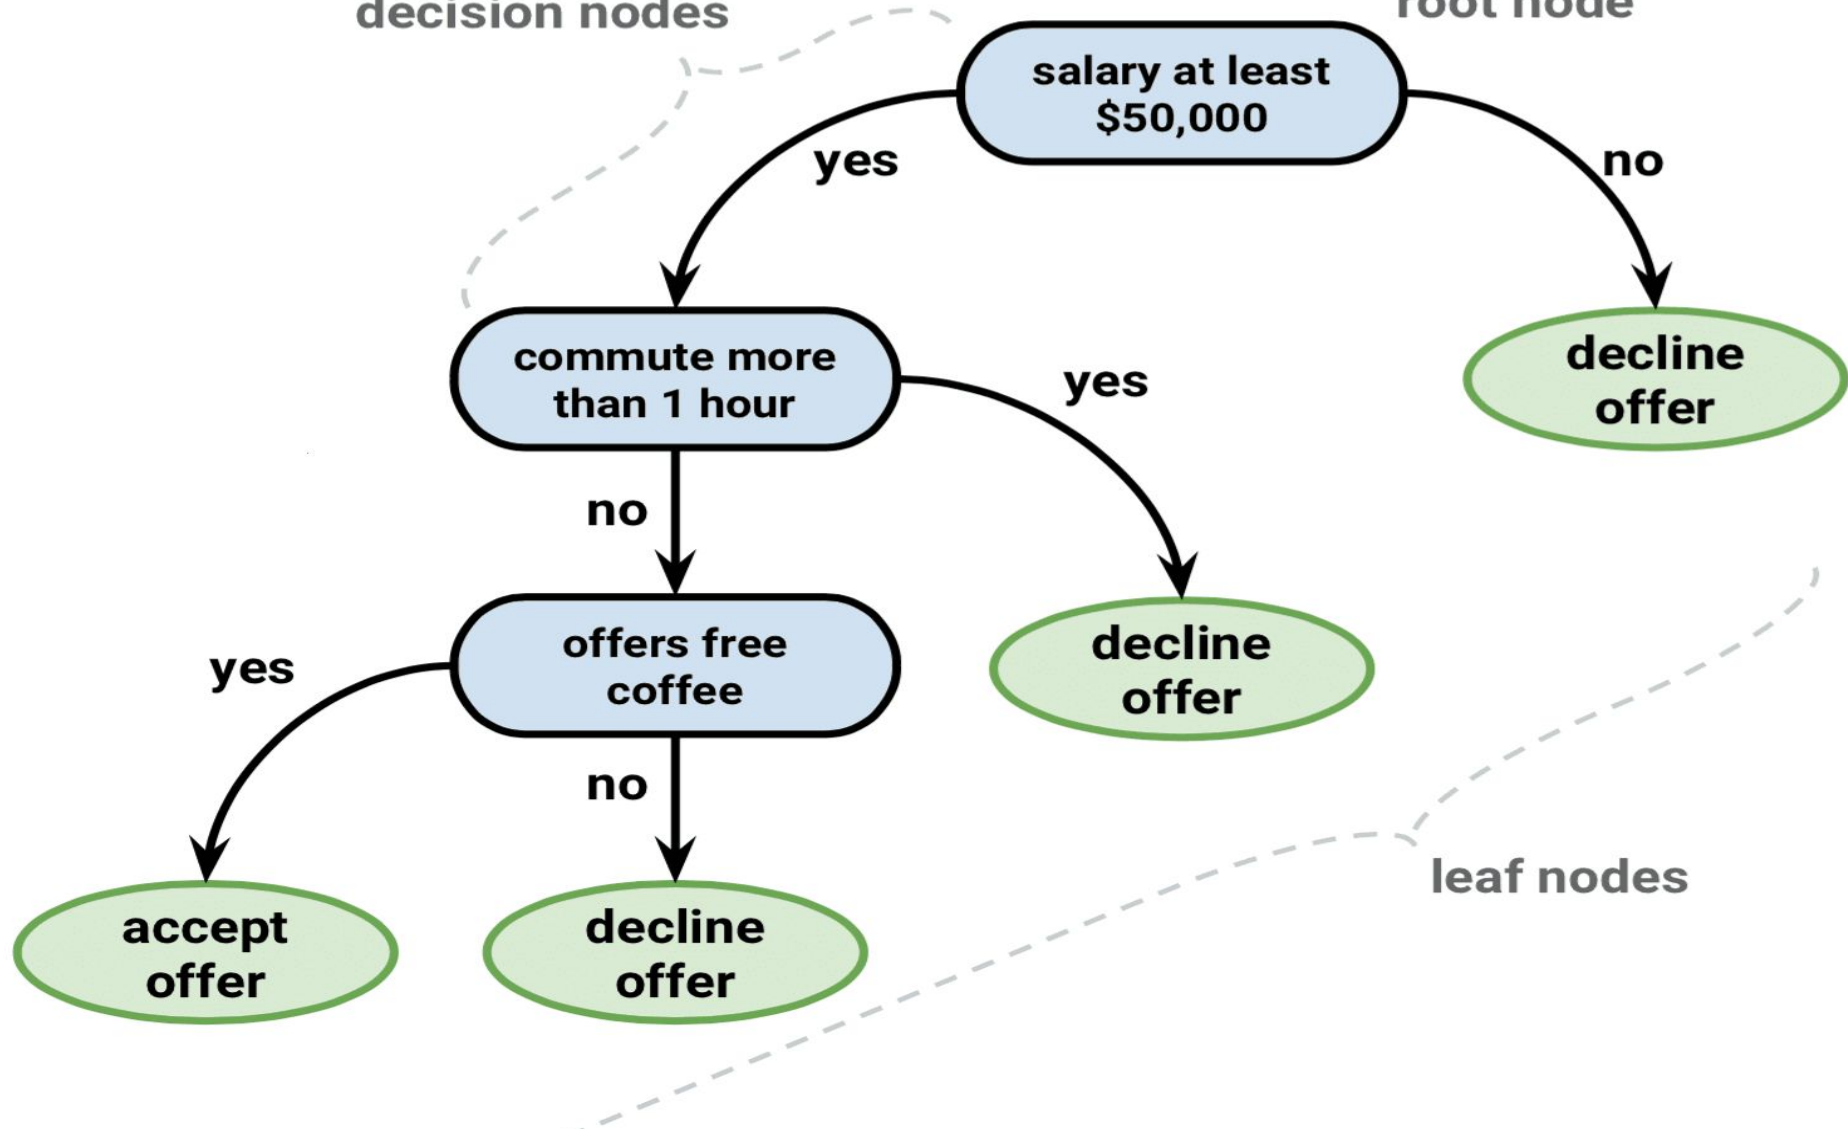 decision nodes
root node
salary at least
$50,000
yes
no
commute more
than 1 hour
yes
decline
offer
no
offers free
coffee
yes
decline
offer
no
leaf nodes
accept
offer
decline
offer